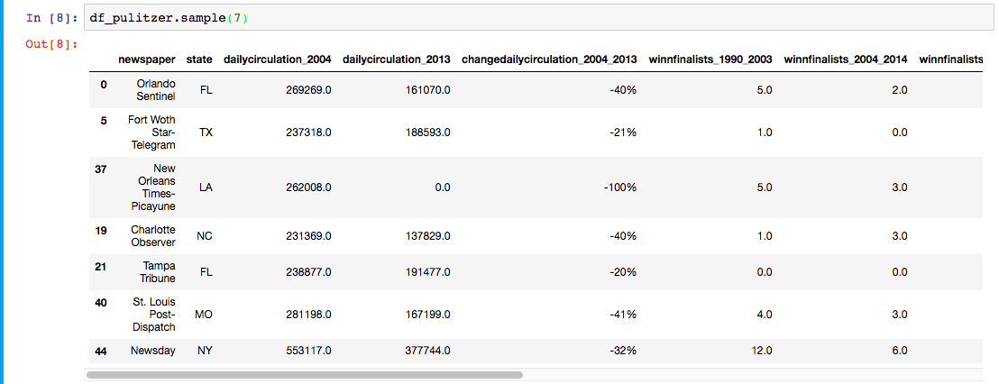 In [8]: df_pulitzer.sample(7)
Out[8]:
newspaper state dailycirculation_2004 dailycirculation_2013 changedailycirculation_2004_2013 winnfinalists_1990_2003 winnfinalists_2004_2014 winnfinalists
0 Orlando Sentinel FL 269269.0 161070.0 -40% 5.0 2.0
5 Fort Woth Star-Telegram TX 237318.0 188593.0 -21% 1.0 0.0
37 New Orleans Times-Picayune LA 262008.0 0.0 -100% 5.0 3.0
19 Charlotte Observer NC 231369.0 137829.0 -40% 1.0 3.0
21 Tampa Tribune FL 238877.0 191477.0 -20% 0.0 0.0
40 St. Louis Post-Dispatch MO 281198.0 167199.0 -41% 4.0 3.0
44 Newsday NY 553117.0 377744.0 -32% 12.0 6.0